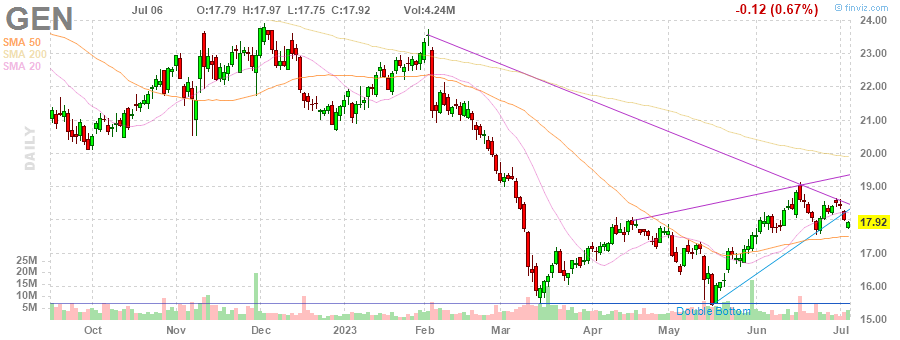 GEN Jul 06 O:17.79 H:17.97 L:17.75 C:17.92 Vol:4.24M -0.12 (0.67%) © finviz.com
SMA 50
SMA 200
SMA 20
DAILY
24.00
23.00
22.00
21.00
20.00
19.00
18.00
17.92
17.00
16.00
15.00
25M
20M
15M
10M
5M
Double Bottom
Oct Nov Dec 2023 Feb Mar Apr May Jun Jul